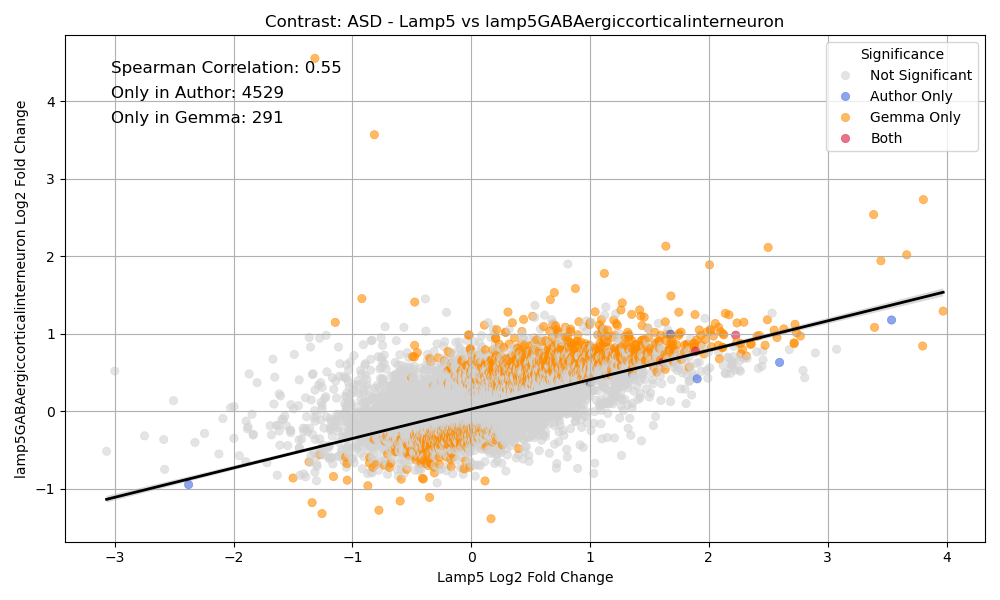 Contrast: ASD - Lamp5 vs lamp5GABAergiccorticalinterneuron
Spearman Correlation: 0.55
Only in Author: 4529
Only in Gemma: 291
Significance
Not Significant
Author Only
Gemma Only
Both
lamp5GABAergiccorticalinterneuron Log2 Fold Change
4
3
2
1
0
−1
−3
−2
−1
0
1
2
3
4
Lamp5 Log2 Fold Change